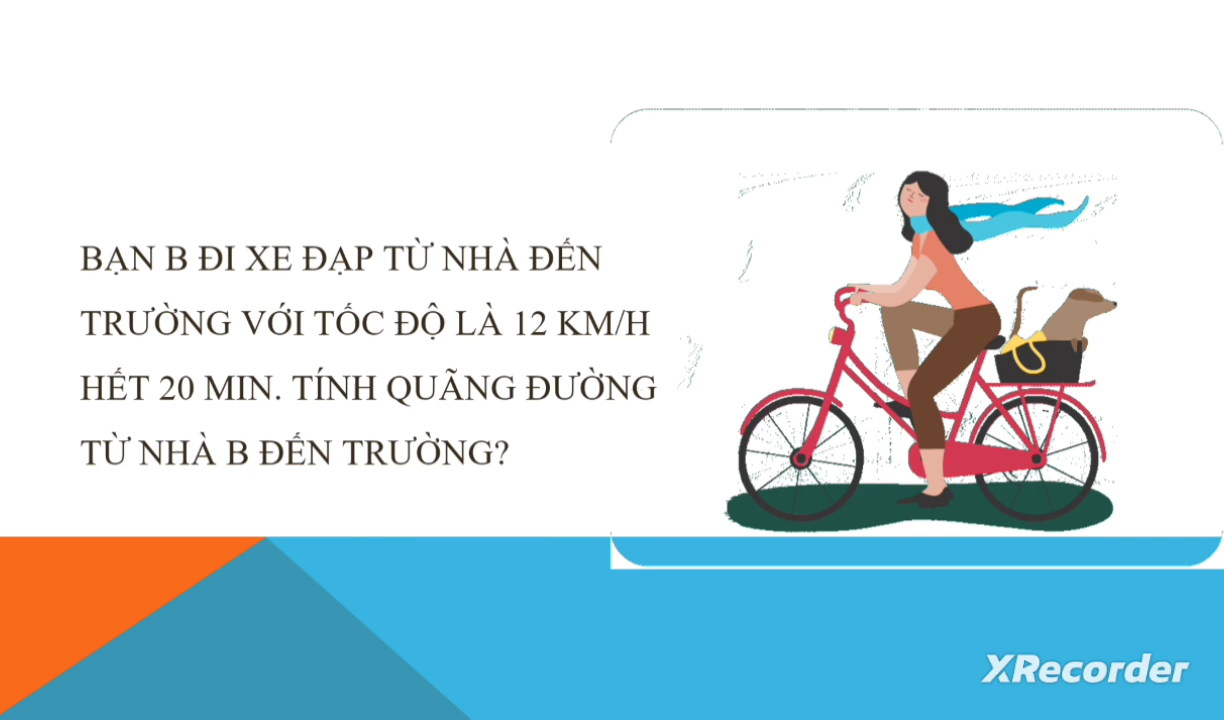 BẠN B ĐI XE ĐẠP TỪ NHÀ ĐẾN
TRƯỜNG VỚI TỐC ĐỘ LÀ 12 KM/H
HẾT 20 MIN. TÍNH QUÃNG ĐƯỜNG
TỪ NHÀ B ĐẾN TRƯỜNG?
XRecorder